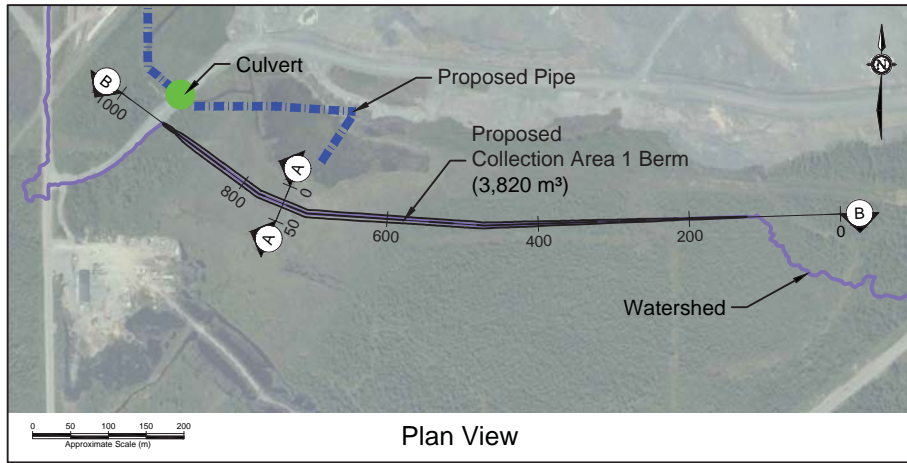 Culvert
N
B
1000
Proposed Pipe
Proposed
Collection Area 1 Berm
(3,820 m³)
A
0
800
50
A
600
400
200
0
B
Watershed
0 50 100 150 200
Approximate Scale (m)
Plan View